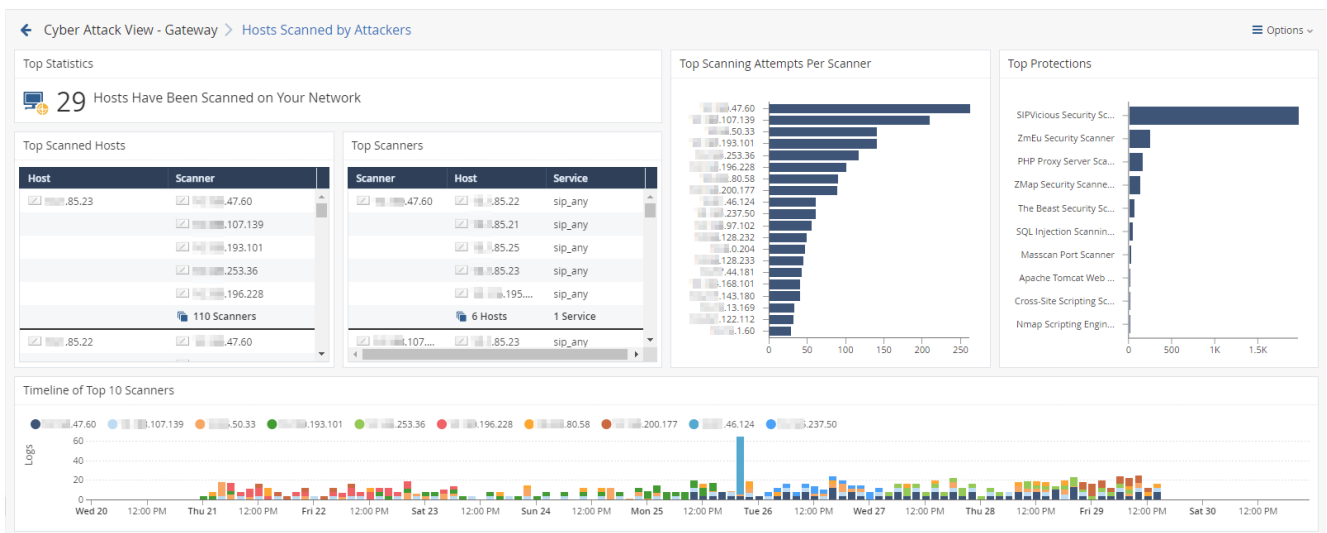 Cyber Attack View - Gateway > Hosts Scanned by Attackers
Options
Top Statistics
29 Hosts Have Been Scanned on Your Network
Top Scanned Hosts
Host Scanner
.85.23 .47.60
.107.139
.193.101
.253.36
.196.228
110 Scanners
.85.22 .47.60
Top Scanners
Scanner Host Service
.47.60 .85.22 sip_any
.85.21 sip_any
.85.25 sip_any
.85.23 sip_any
.195.... sip_any
6 Hosts 1 Service
.107.... .85.23 sip_any
Top Scanning Attempts Per Scanner
.47.60
.107.139
.50.33
.193.101
.253.36
.196.228
.80.58
.200.177
.46.124
.237.50
.97.102
.128.232
.0.204
.128.233
.44.181
.168.101
.143.180
.13.169
.122.112
.1.60
0 50 100 150 200 250
Top Protections
SIPVicious Security Sc...
ZmEu Security Scanner
PHP Proxy Server Sca...
ZMap Security Scanne...
The Beast Security Sc...
SQL Injection Scannin...
Masscan Port Scanner
Apache Tomcat Web ...
Cross-Site Scripting Sc...
Nmap Scripting Engin...
0 500 1K 1.5K
Timeline of Top 10 Scanners
.47.60 .107.139 .50.33 .193.101 .253.36 .196.228 .80.58 .200.177 .46.124 .237.50
Logs
60
40
20
0
Wed 20 12:00 PM Thu 21 12:00 PM Fri 22 12:00 PM Sat 23 12:00 PM Sun 24 12:00 PM Mon 25 12:00 PM Tue 26 12:00 PM Wed 27 12:00 PM Thu 28 12:00 PM Fri 29 12:00 PM Sat 30 12:00 PM